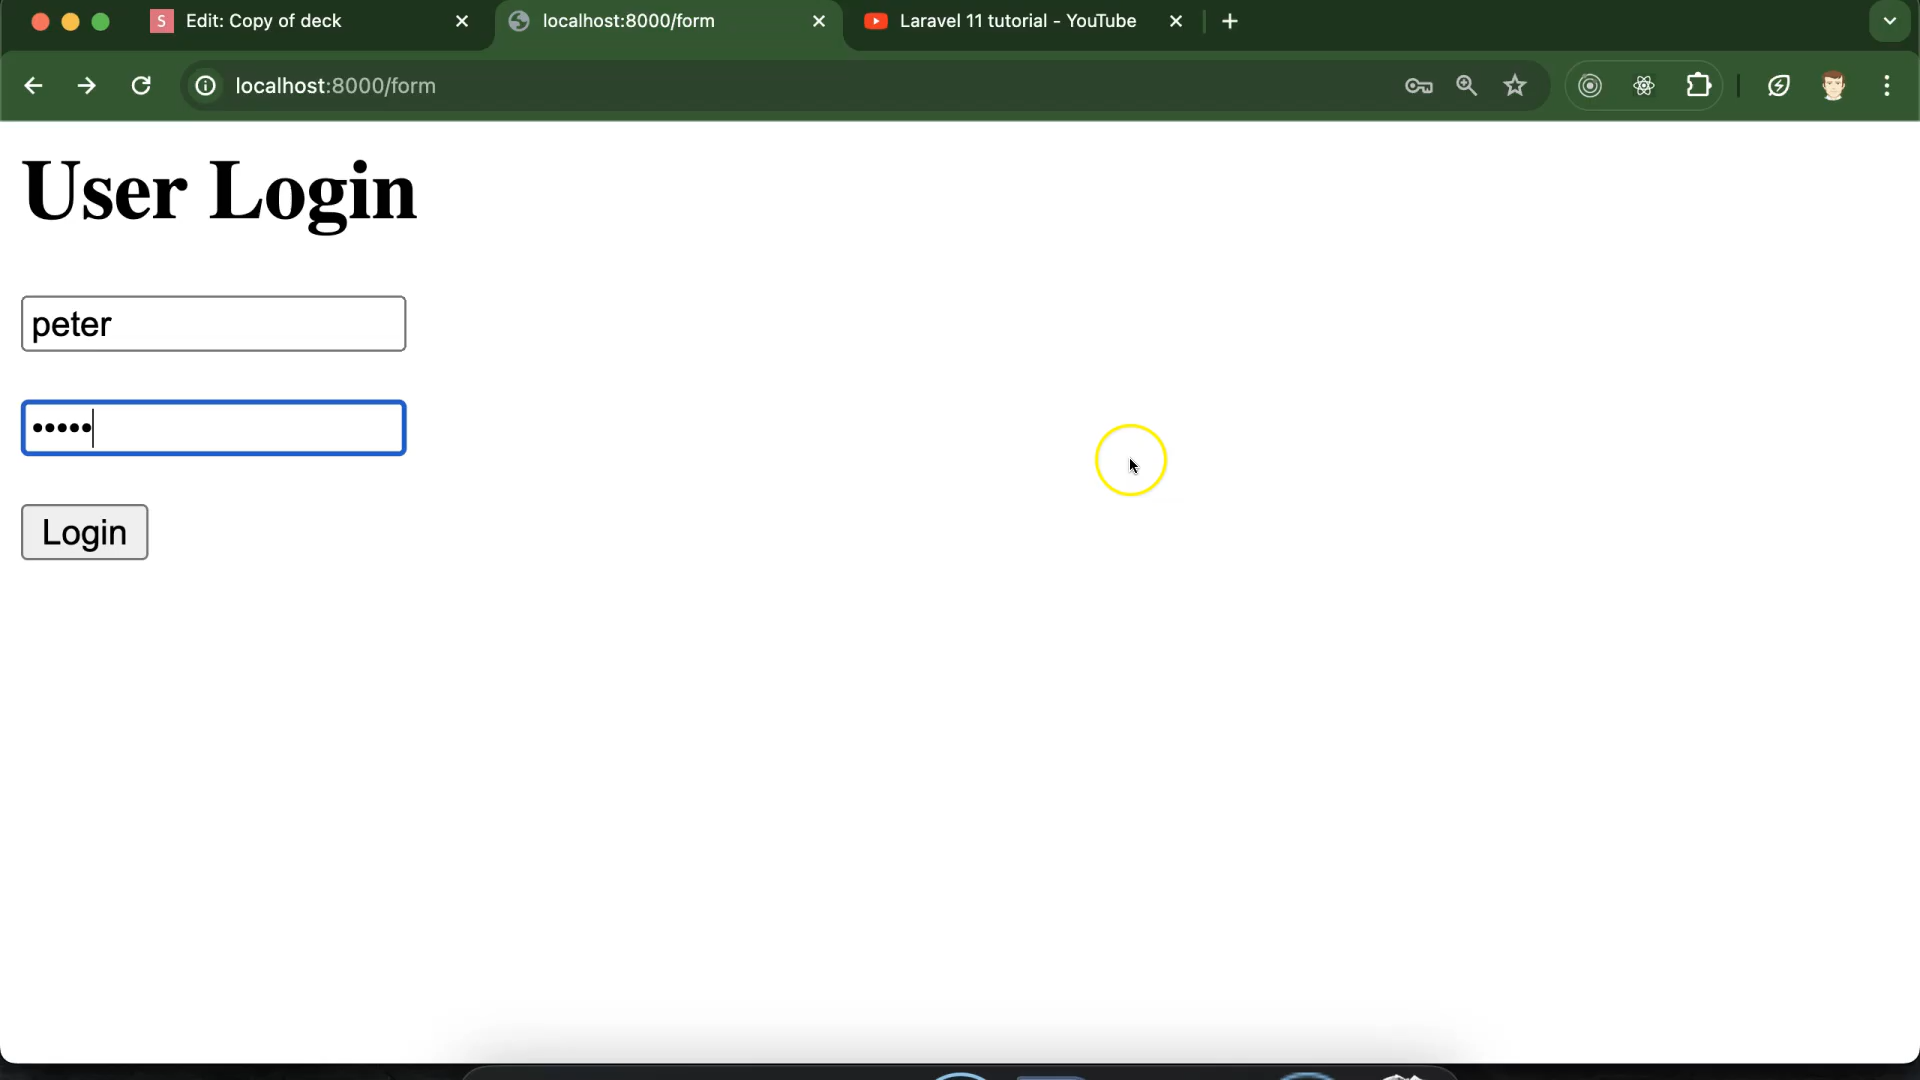 S Edit: Copy of deck
localhost:8000/form
Laravel 11 tutorial - YouTube
localhost:8000/form
User Login
peter
•••••
Login